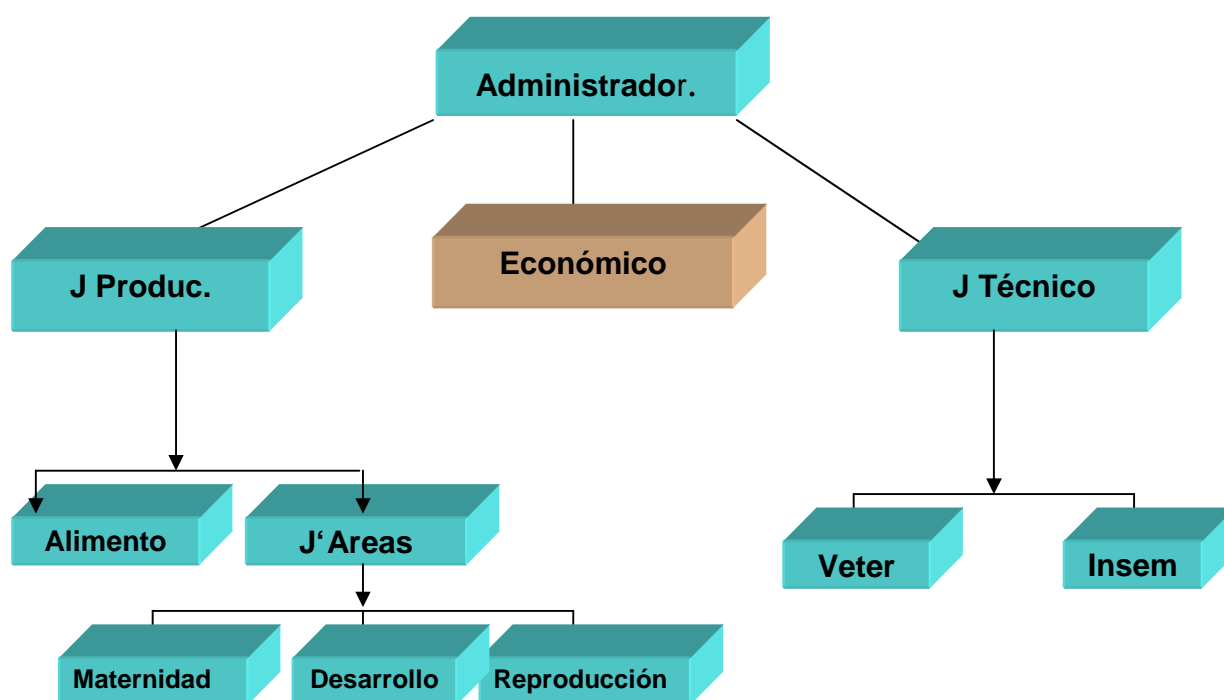 Administrador.
Económico
J Produc.
J Técnico
Alimento
J‘Areas
Veter
Insem
Maternidad
Desarrollo
Reproducción